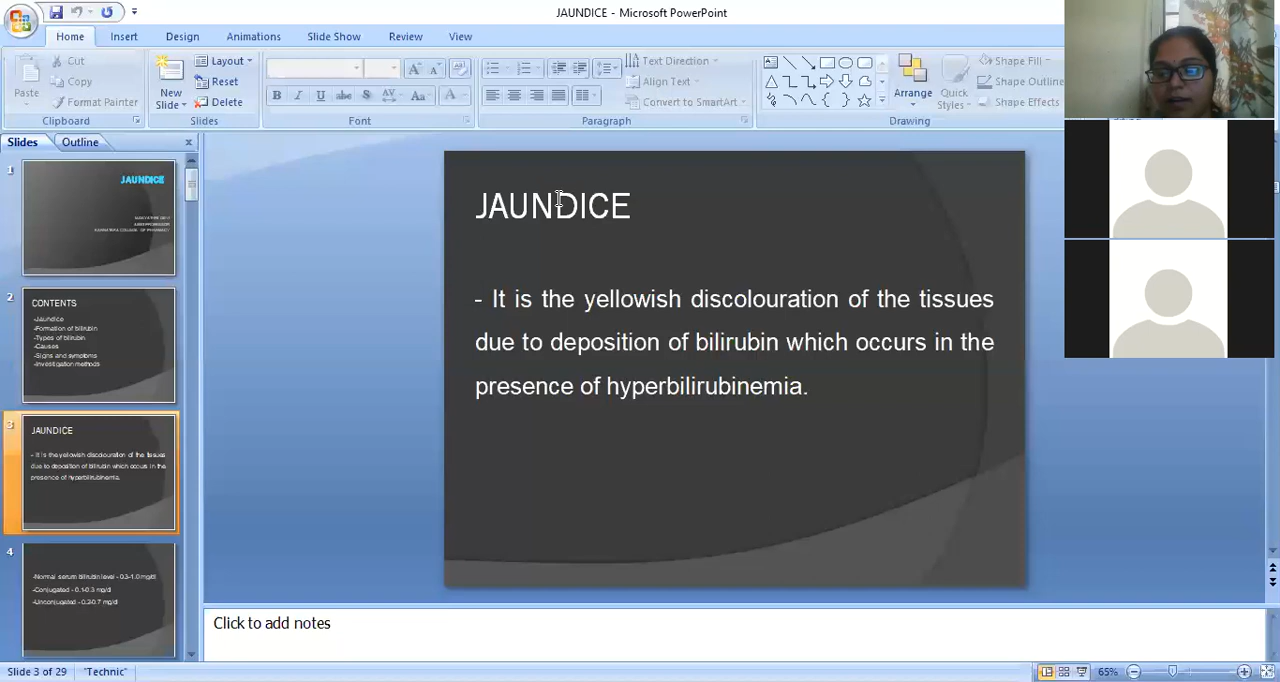 JAUNDICE - Microsoft PowerPoint
Home Insert Design Animations Slide Show Review View
Paste
Cut
Copy
Format Painter
Clipboard
New Slide
Layout
Reset
Delete
Slides
B I U abc S AV Aa A
Font
Paragraph
Text Direction
Align Text
Convert to SmartArt
Arrange
Quick Styles
Shape Fill
Shape Outline
Shape Effects
Drawing
Slides Outline
1
JAUNDICE
2
CONTENTS
-Jaundice
-Formation of bilirubin
-Types of bilirubin
-Causes
-Signs and symptoms
-Investigation methods
3
JAUNDICE
- It is the yellowish discolouration of the tissues
due to deposition of bilirubin which occurs in the
presence of hyperbilirubinemia.
4
-Normal serum bilirubin level - 0.3-1.0 mg/dl
-Conjugated - 0.1-0.3 mg/d
-Unconjugated - 0.2-0.7 mg/d
JAUNDICE
- It is the yellowish discolouration of the tissues
due to deposition of bilirubin which occurs in the
presence of hyperbilirubinemia.
Click to add notes
Slide 3 of 29
"Technic"
65%